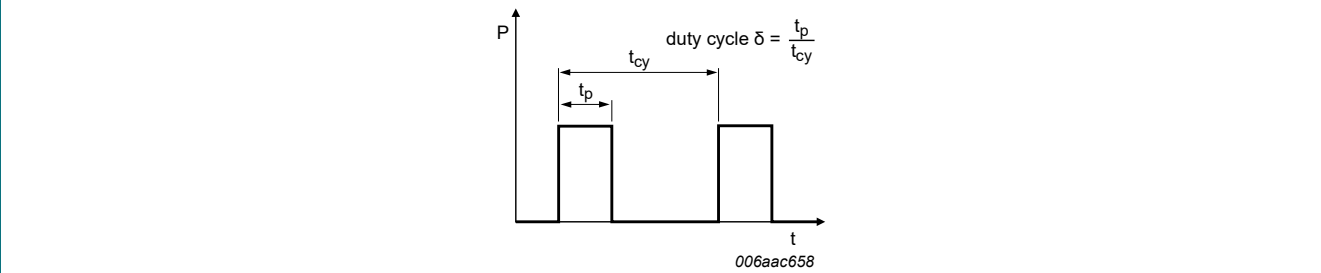 P
duty cycle δ = tp
tcy
tcy
tp
t
006aac658